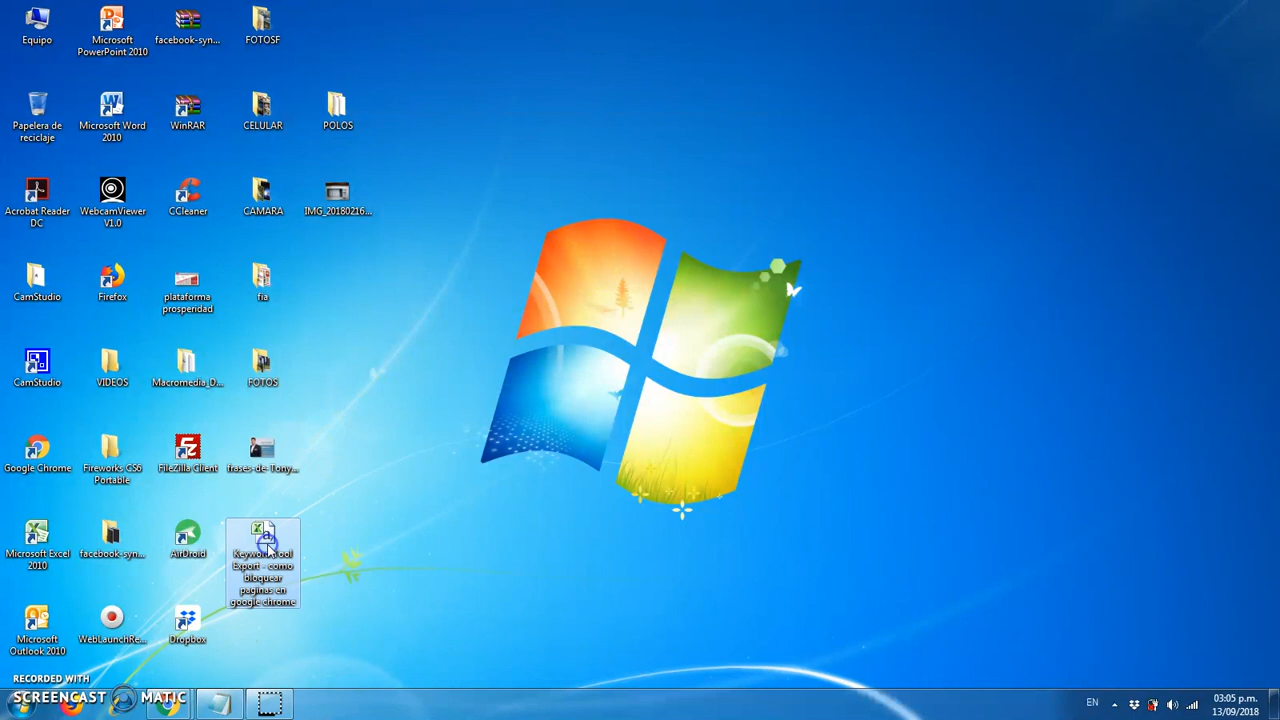 Equipo
Microsoft
PowerPoint 2010
facebook-syn...
FOTOSF
Papelera de
reciclaje
Microsoft Word
2010
WinRAR
CELULAR
POLOS
Acrobat Reader
DC
WebcamViewer
V1.0
CCleaner
CAMARA
IMG_20180216...
CamStudio
Firefox
plataforma
prosperidad
fia
CamStudio
VIDEOS
Macromedia_D...
FOTOS
Google Chrome
Fireworks CS6
Portable
FileZilla Client
frases-de-Tony...
Microsoft Excel
2010
facebook-syn...
AirDroid
Export - como
bloquear
paginas en
google chrome
Microsoft
Outlook 2010
WebLaunchRe...
Dropbox
RECORDED WITH
SCREENCAST MATIC
EN
03:05 p.m.
13/09/2018